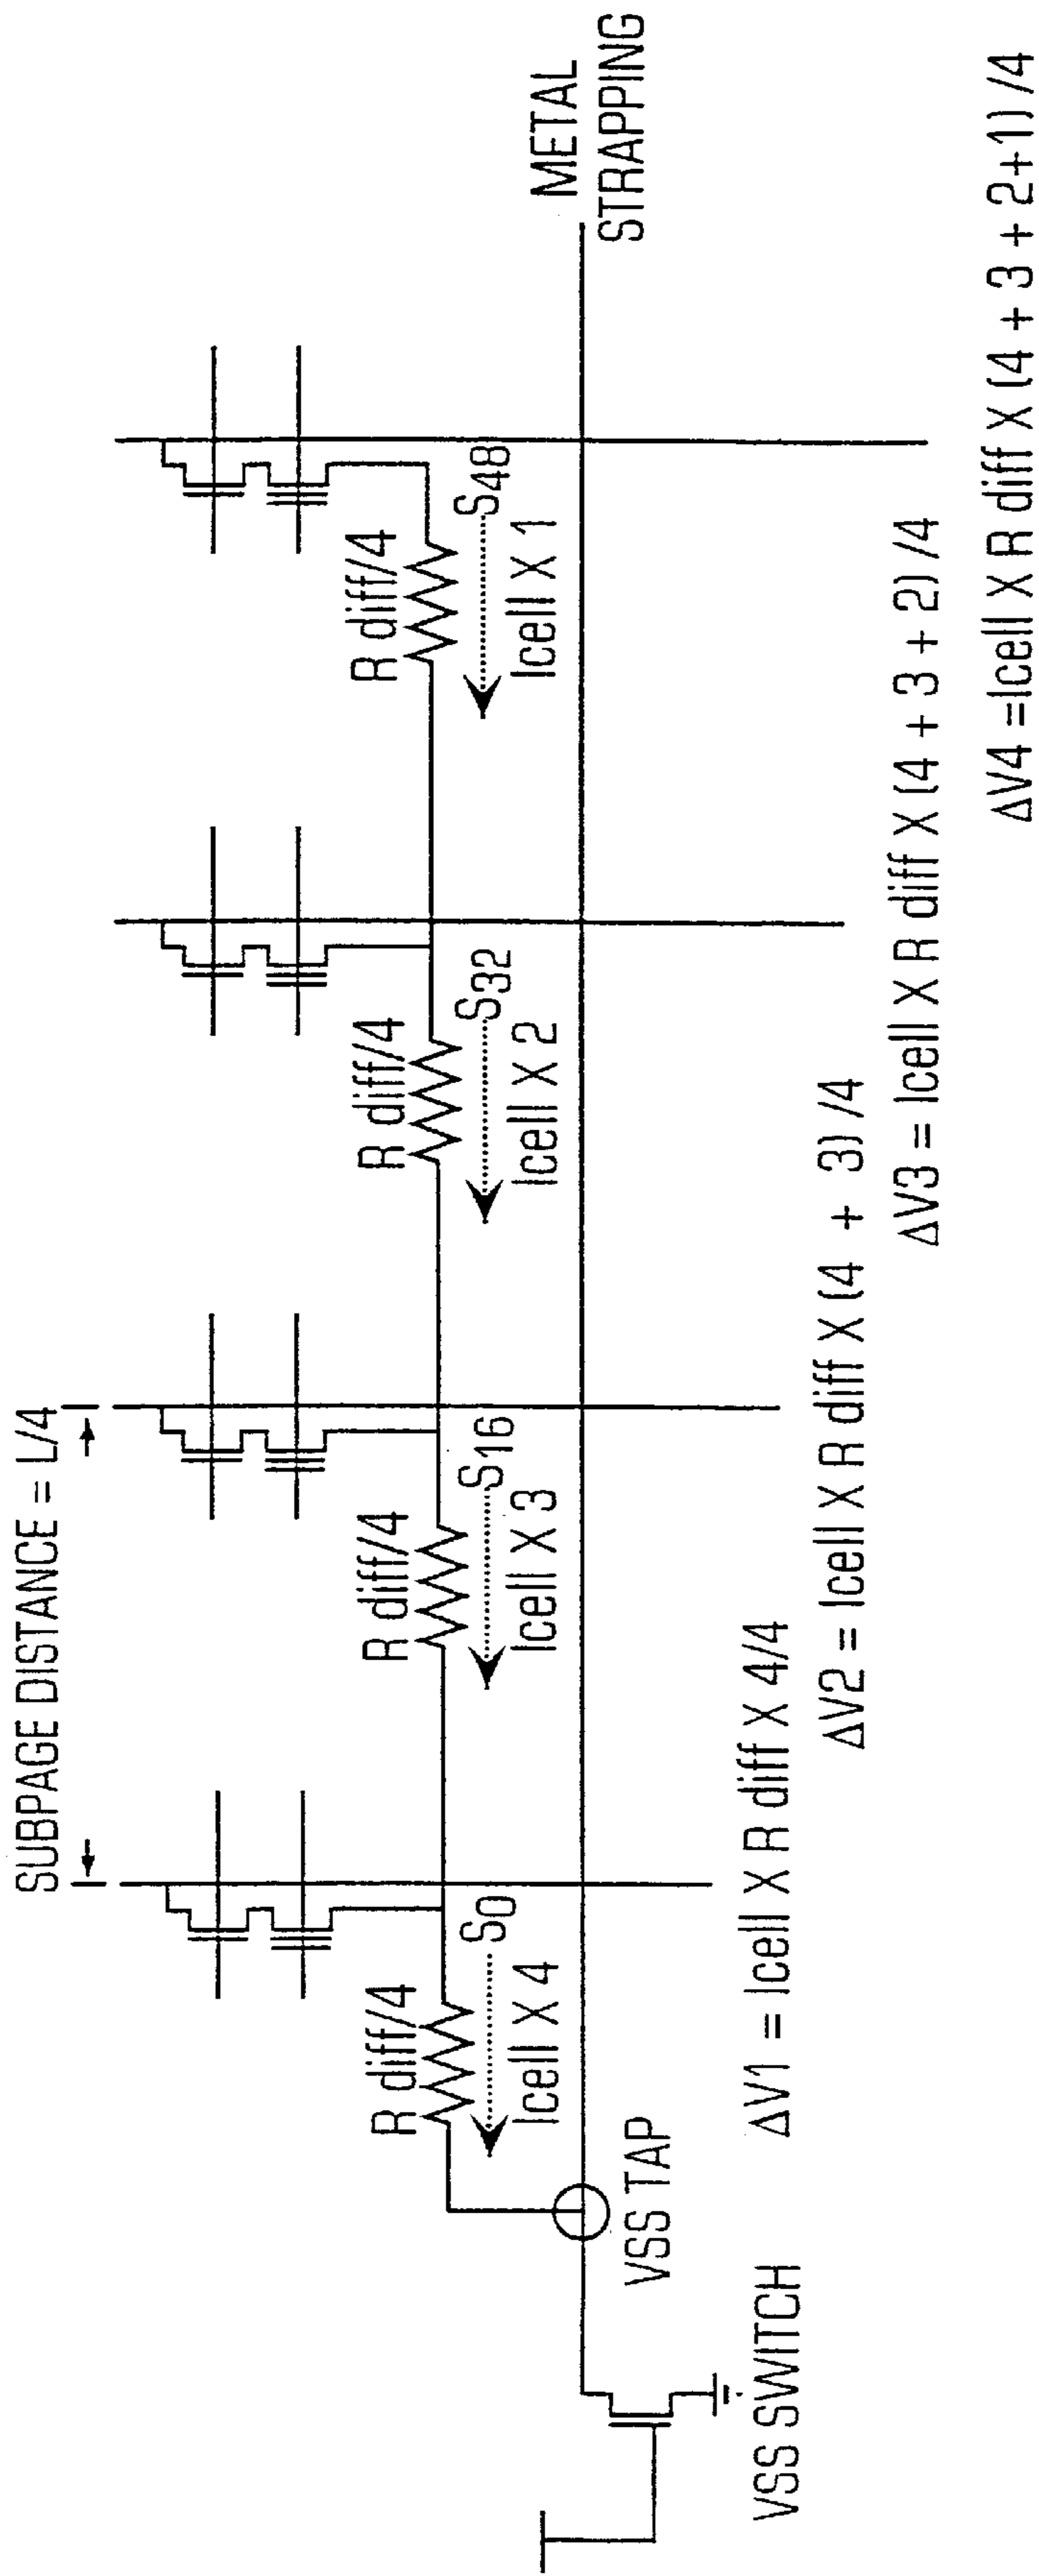 SUBPAGE DISTANCE = L/4
R diff/4
R diff/4
R diff/4
R diff/4
S0
S16
S32
S48
Icell X 4
Icell X 3
Icell X 2
Icell X 1
METAL
STRAPPING
VSS TAP
VSS SWITCH
ΔV1 = Icell X R diff X 4/4
ΔV2 = Icell X R diff X (4 + 3) /4
ΔV3 = Icell X R diff X (4 + 3 + 2) /4
ΔV4 =Icell X R diff X (4 + 3 + 2+1) /4